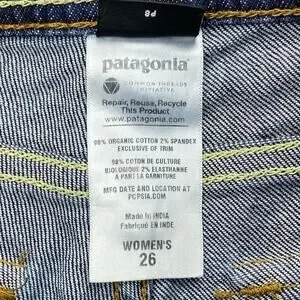 P8
patagonia
COMMON THREADS
INITIATIVE
Repair, Reuse, Recycle
This Product
www.patagonia.com
98% ORGANIC COTTON 2% SPANDEX
EXCLUSIVE OF TRIM
98% COTON DE CULTURE
BIOLOGIQUE 2% ELASTHANNE
A PART LA GARNITURE
MFG DATE AND LOCATION AT
PCPSIA.COM
Made in INDIA
Fabriqué EN INDE
WOMEN'S
26